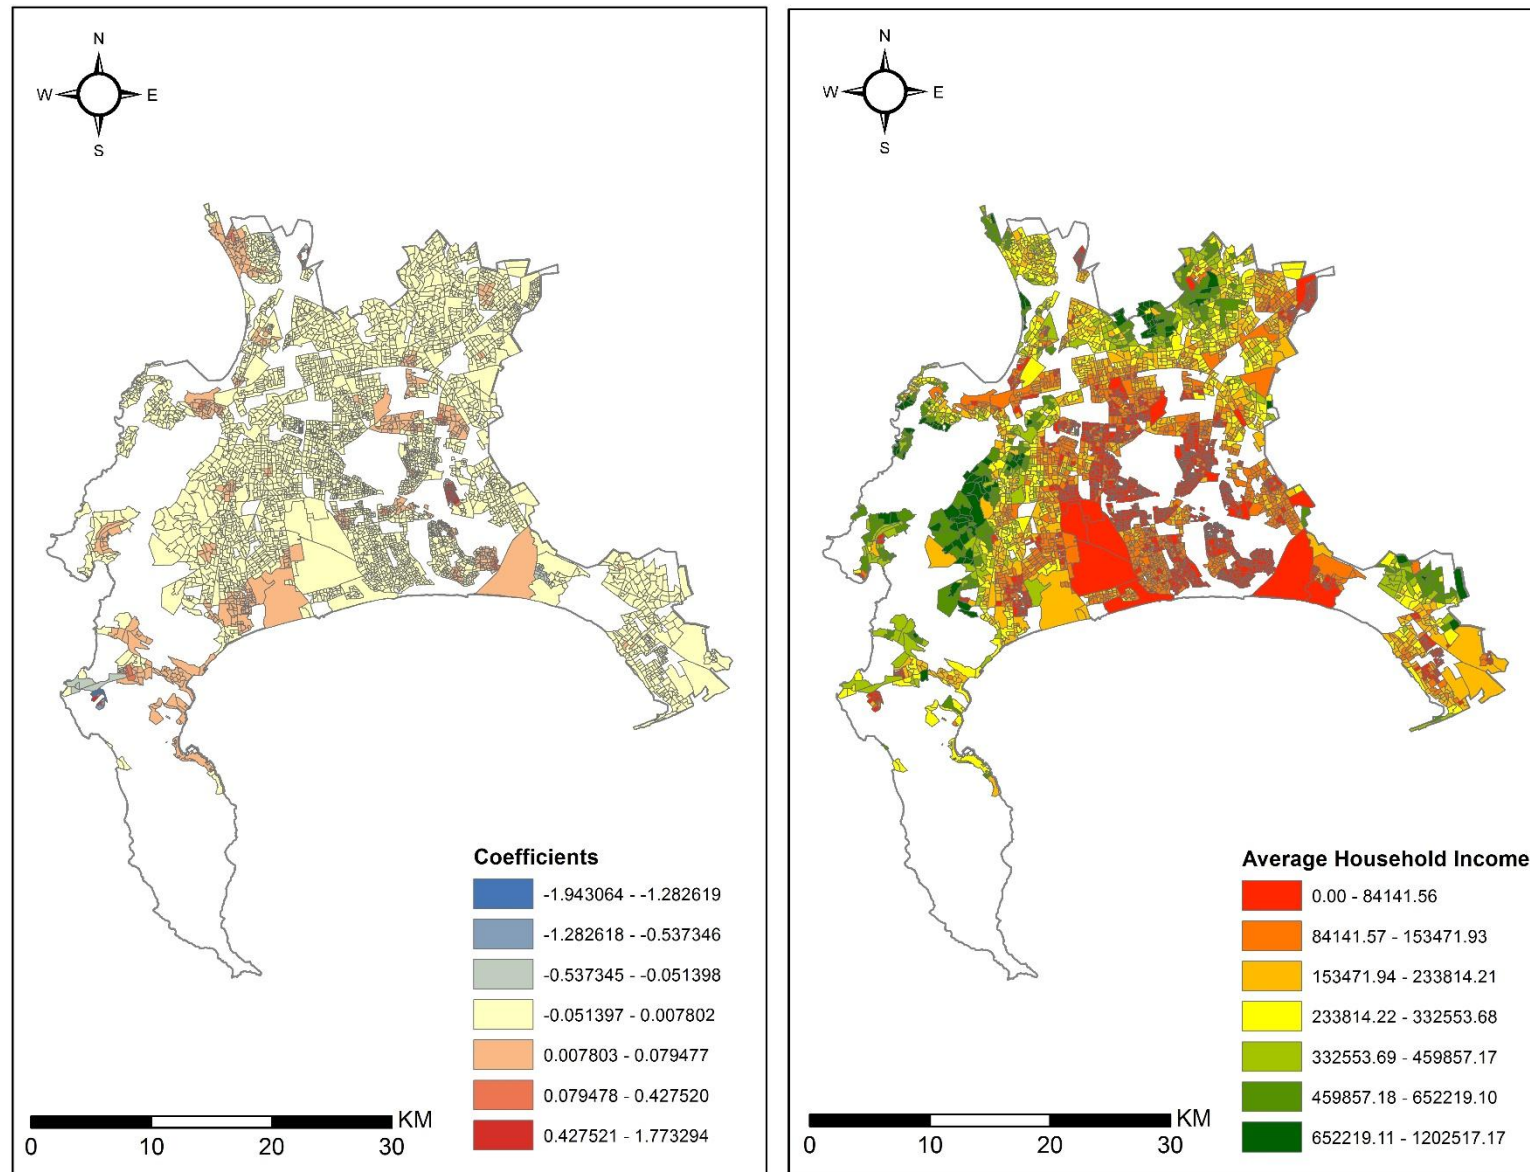 N
W E
S
Coefficients
-1.943064 - -1.282619
-1.282618 - -0.537346
-0.537345 - -0.051398
-0.051397 - 0.007802
0.007803 - 0.079477
0.079478 - 0.427520
0.427521 - 1.773294
KM
0 10 20 30
N
W E
S
Average Household Income
0.00 - 84141.56
84141.57 - 153471.93
153471.94 - 233814.21
233814.22 - 332553.68
332553.69 - 459857.17
459857.18 - 652219.10
652219.11 - 1202517.17
KM
0 10 20 30